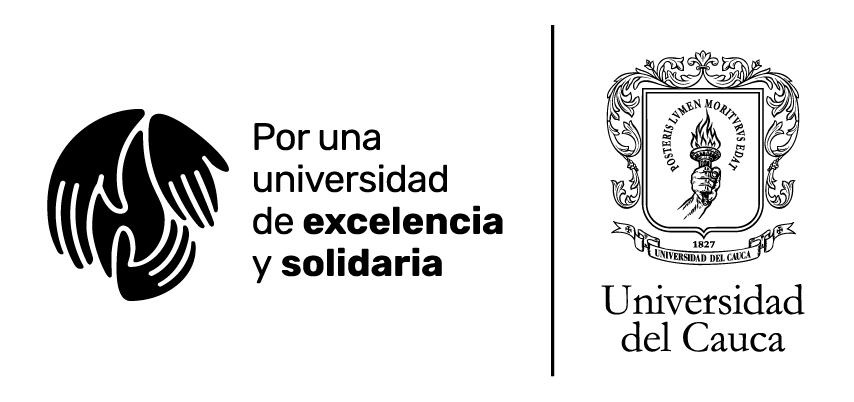 Por una
universidad
de excelencia
y solidaria
POSTERIS LVMEN MORITVRVS EDAT
1827
UNIVERSIDAD DEL CAUCA
Universidad
del Cauca